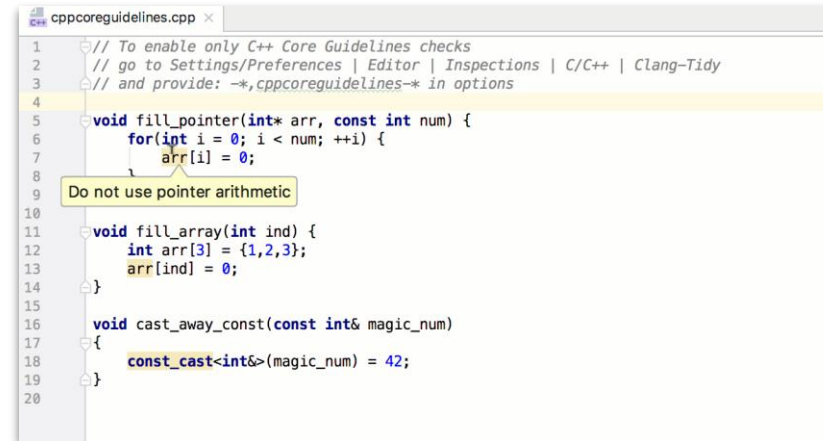 C++ cppcoreguidelines.cpp ×
1 // To enable only C++ Core Guidelines checks
2 // go to Settings/Preferences | Editor | Inspections | C/C++ | Clang-Tidy
3 // and provide: -*,cppcoreguidelines-* in options
4
5 void fill_pointer(int* arr, const int num) {
6 for(int i = 0; i < num; ++i) {
7 arr[i] = 0;
8 }
9 Do not use pointer arithmetic
10
11 void fill_array(int ind) {
12 int arr[3] = {1,2,3};
13 arr[ind] = 0;
14 }
15
16 void cast_away_const(const int& magic_num)
17 {
18 const_cast<int&>(magic_num) = 42;
19 }
20